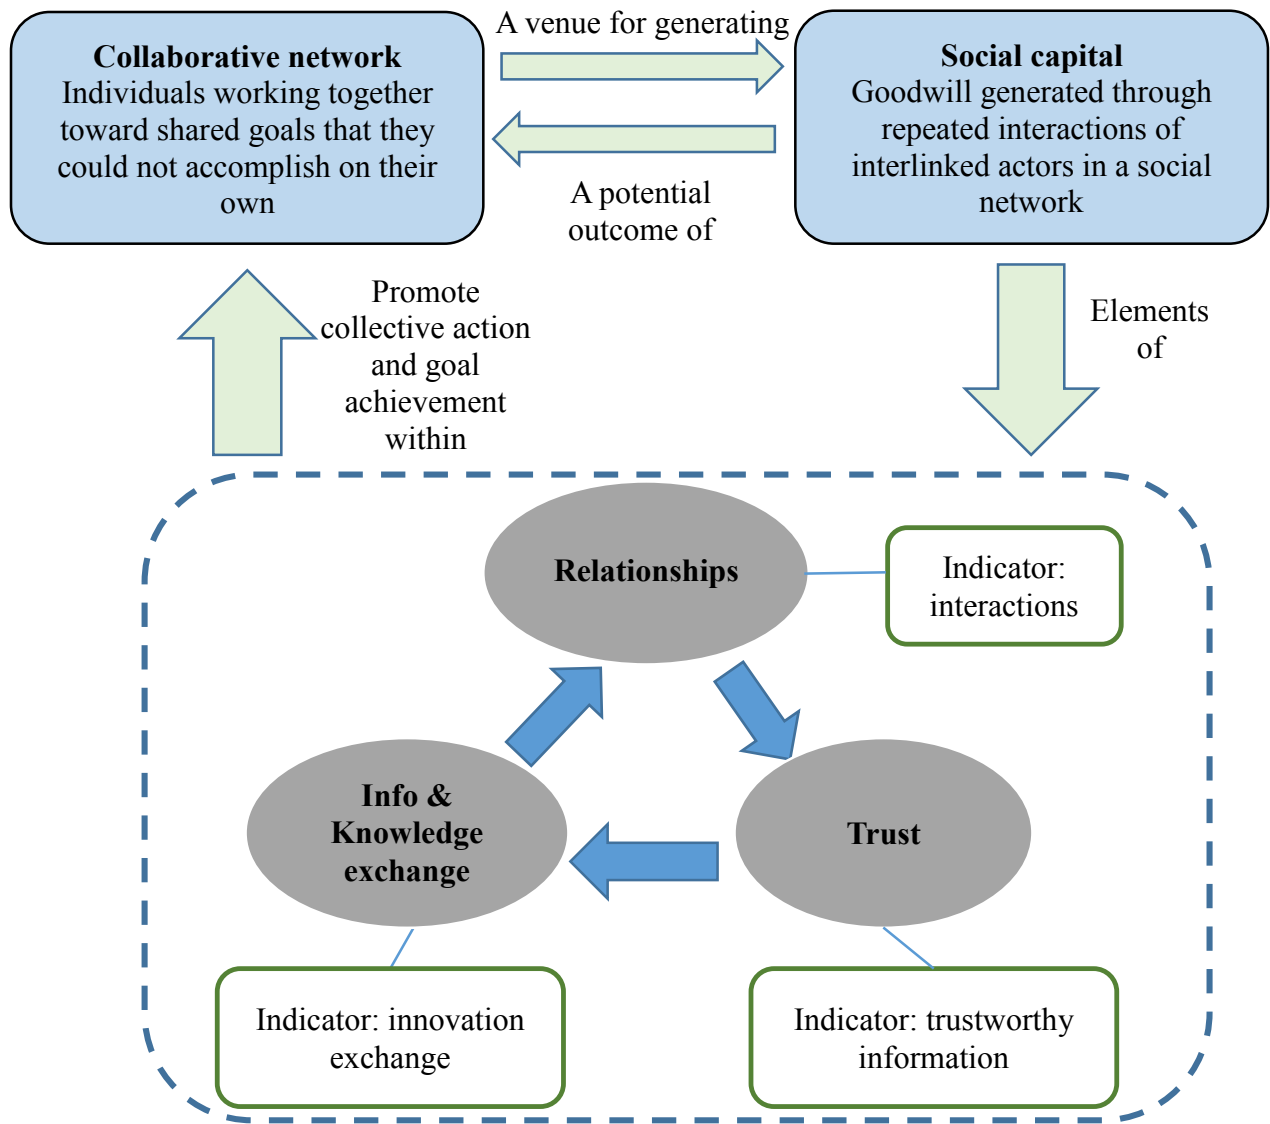 A venue for generating
Collaborative network
Individuals working together
toward shared goals that they
could not accomplish on their
own
Social capital
Goodwill generated through
repeated interactions of
interlinked actors in a social
network
A potential
outcome of
Promote
collective action
and goal
achievement
within
Elements
of
Relationships
Indicator:
interactions
Info &
Knowledge
exchange
Trust
Indicator: innovation
exchange
Indicator: trustworthy
information